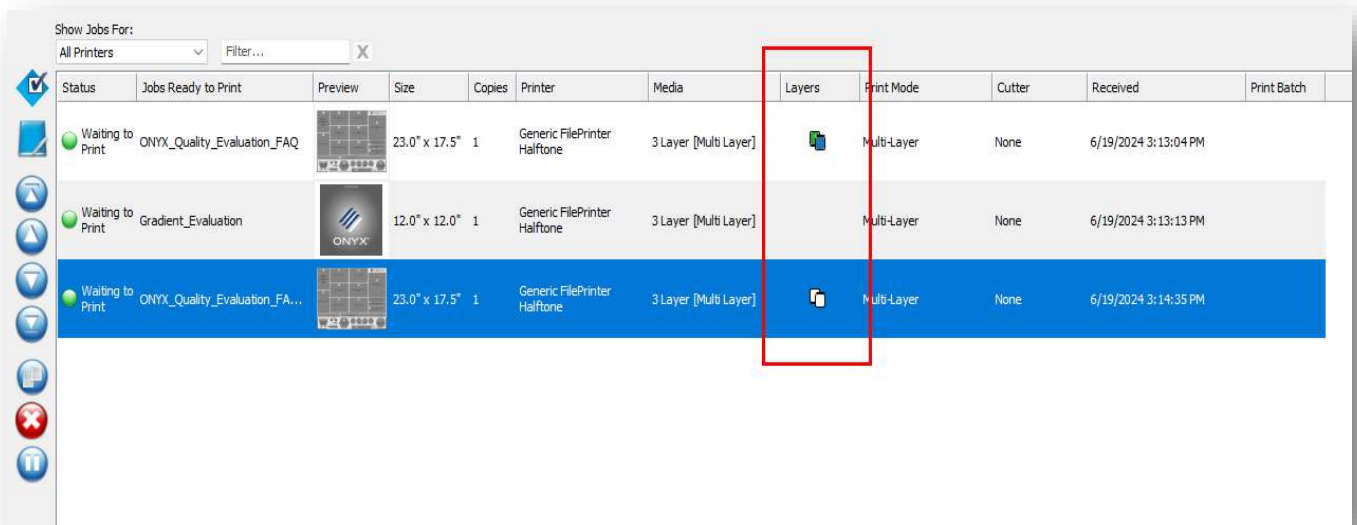 Show Jobs For:
All Printers Filter... X
Status Jobs Ready to Print Preview Size Copies Printer Media Layers Print Mode Cutter Received Print Batch
Waiting to Print ONYX_Quality_Evaluation_FAQ 23.0" x 17.5" 1 Generic FilePrinter Halftone 3 Layer [Multi Layer] Multi-Layer None 6/19/2024 3:13:04 PM
Waiting to Print Gradient_Evaluation ONYX 12.0" x 12.0" 1 Generic FilePrinter Halftone 3 Layer [Multi Layer] Multi-Layer None 6/19/2024 3:13:13 PM
Waiting to Print ONYX_Quality_Evaluation_FA... 23.0" x 17.5" 1 Generic FilePrinter Halftone 3 Layer [Multi Layer] Multi-Layer None 6/19/2024 3:14:35 PM